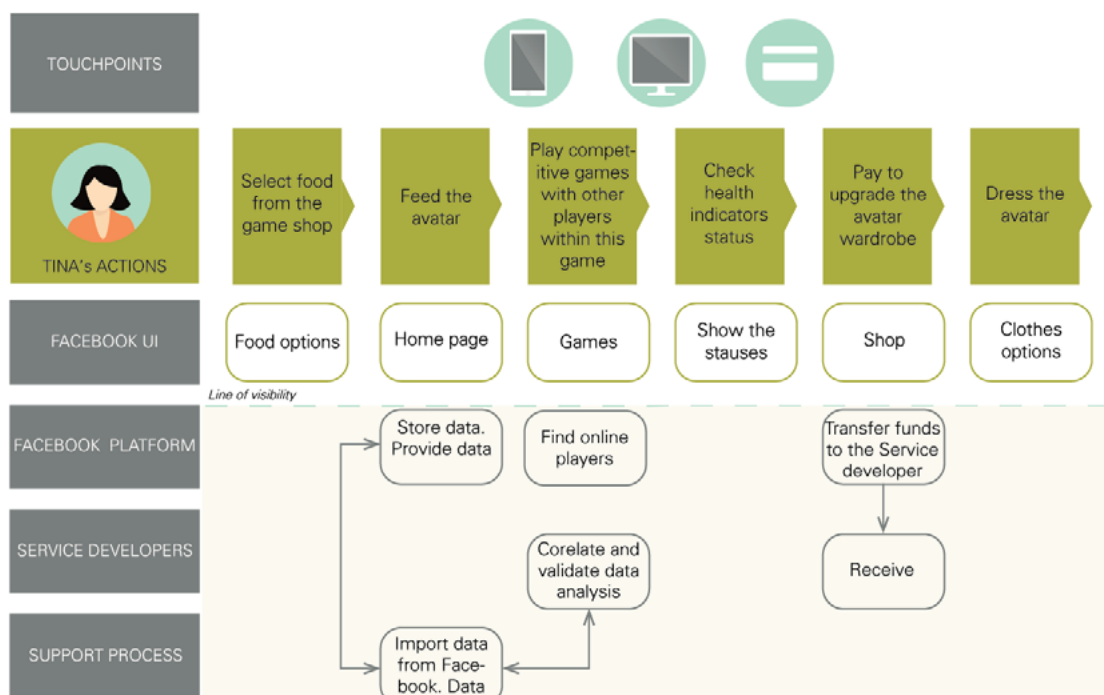 TOUCHPOINTS
Select food
from the
game shop
Feed the
avatar
Play compet-
itive games
with other
players
within this
game
Check
health
indicators
status
Pay to
upgrade the
avatar
wardrobe
Dress the
avatar
TINA's ACTIONS
FACEBOOK UI
Food options
Home page
Games
Show the
stauses
Shop
Clothes
options
Line of visibility
FACEBOOK PLATFORM
Store data.
Provide data
Find online
players
Transfer funds
to the Service
developer
SERVICE DEVELOPERS
Corelate and
validate data
analysis
Receive
SUPPORT PROCESS
Import data
from Face-
book. Data